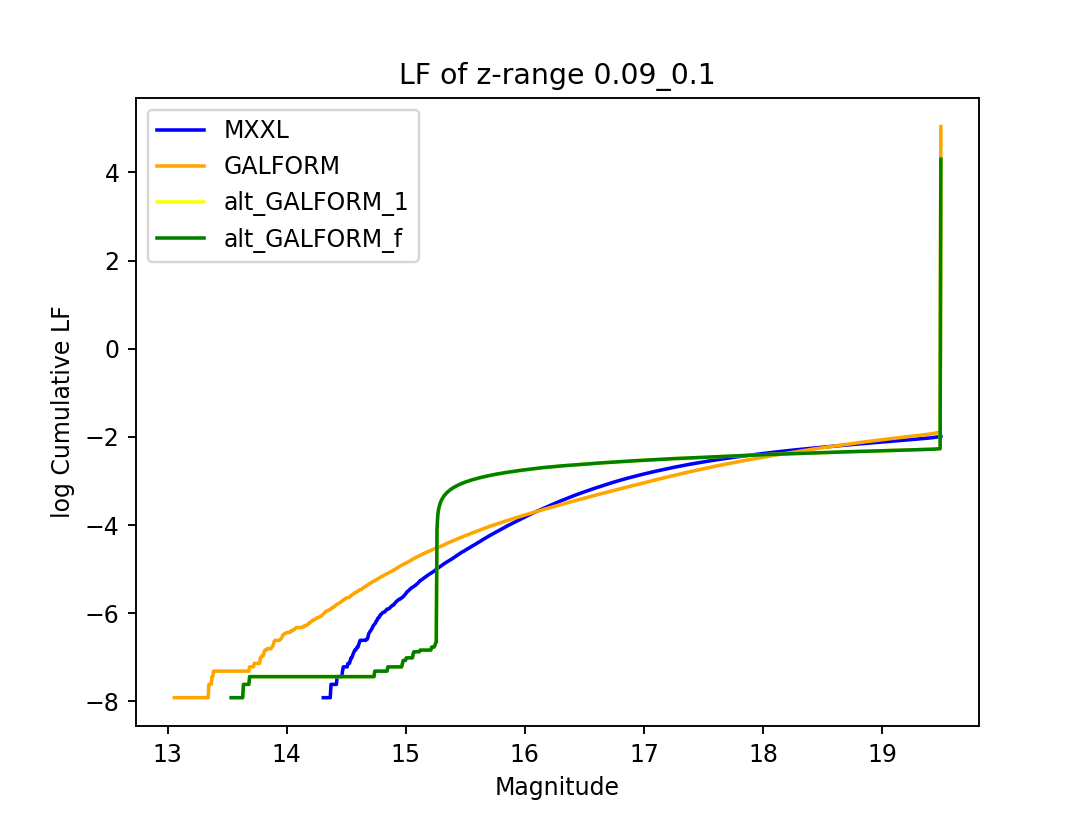 LF of z-range 0.09_0.1
MXXL
GALFORM
alt_GALFORM_1
alt_GALFORM_f
4
2
0
−2
−4
−6
−8
log Cumulative LF
13 14 15 16 17 18 19
Magnitude